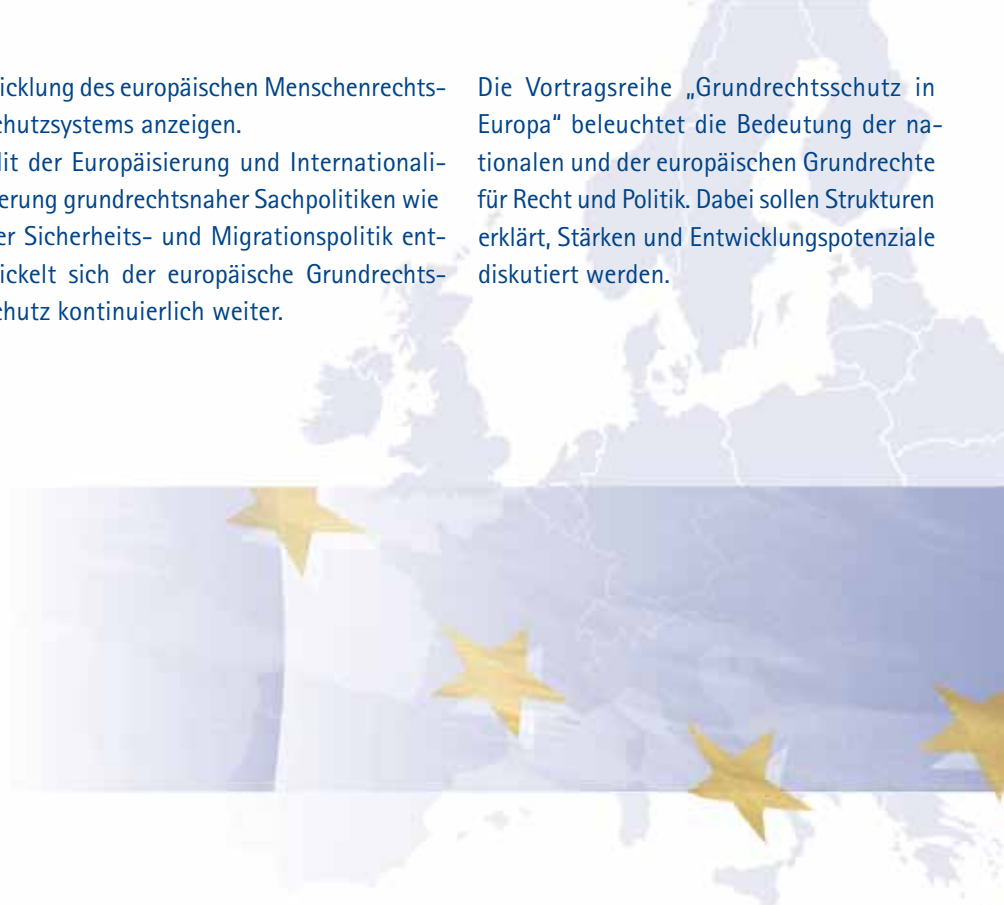 icklung des europäischen Menschenrechts-
chutzsystems anzeigen.
it der Europäisierung und Internationali-
erung grundrechtsnaher Sachpolitiken wie
er Sicherheits- und Migrationspolitik ent-
ickelt sich der europäische Grundrechts-
chutz kontinuierlich weiter.
Die Vortragsreihe „Grundrechtsschutz in
Europa“ beleuchtet die Bedeutung der na-
tionalen und der europäischen Grundrechte
für Recht und Politik. Dabei sollen Strukturen
erklärt, Stärken und Entwicklungspotenziale
diskutiert werden.